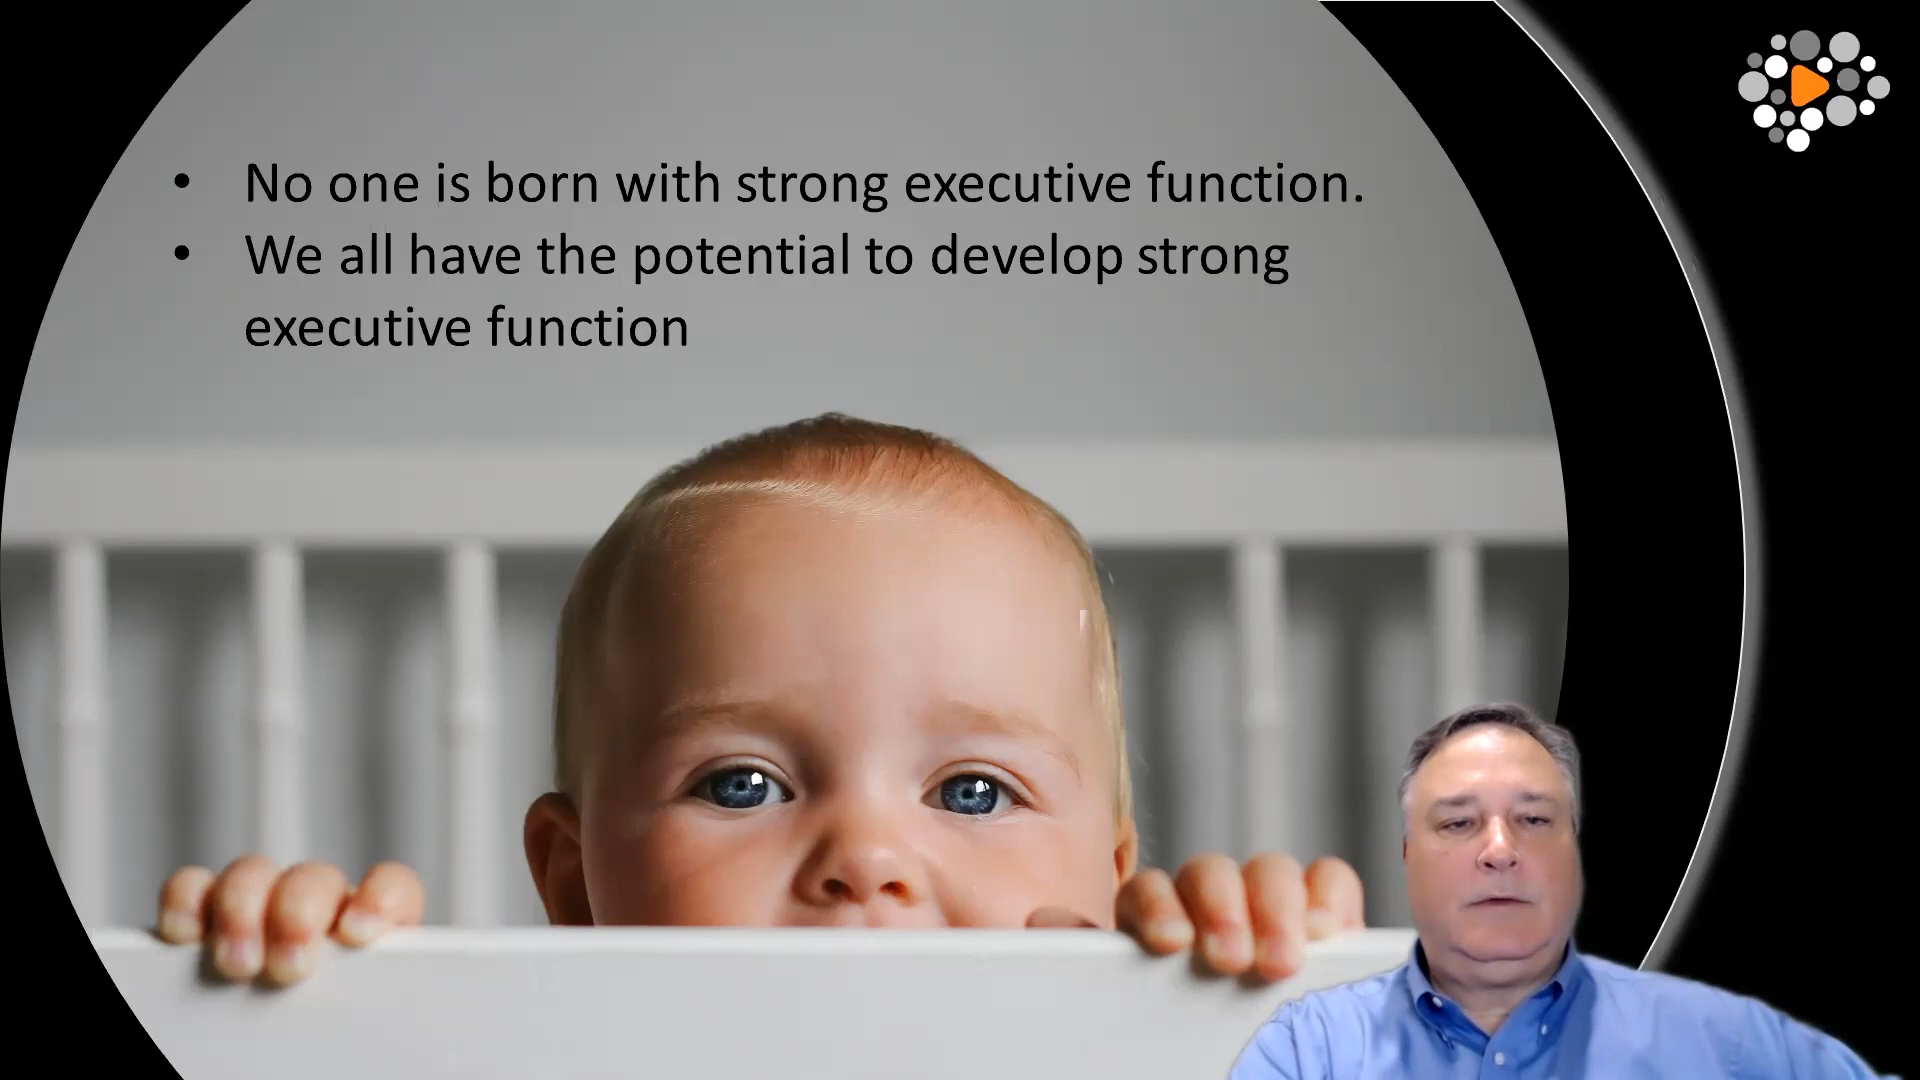 • No one is born with strong executive function.
• We all have the potential to develop strong
executive function